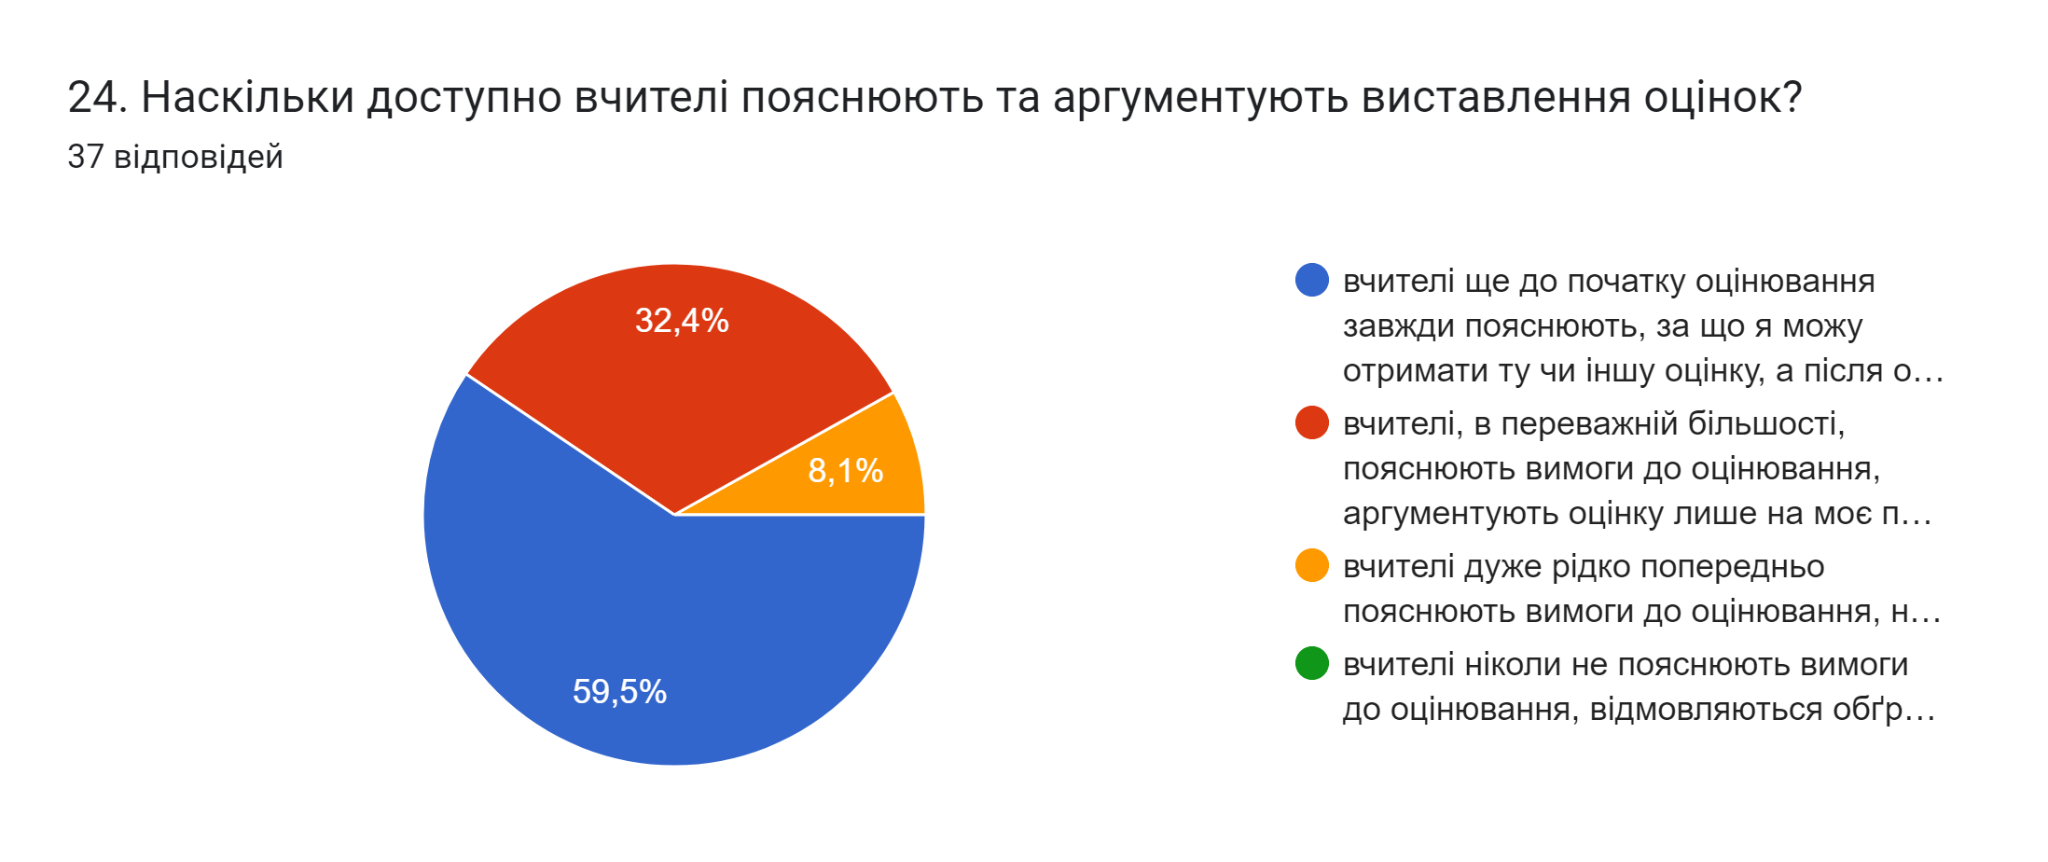 24. Наскільки доступно вчителі пояснюють та аргументують виставлення оцінок?
37 відповідей
32,4%
8,1%
59,5%
вчителі ще до початку оцінювання
завжди пояснюють, за що я можу
отримати ту чи іншу оцінку, а після о…
вчителі, в переважній більшості,
пояснюють вимоги до оцінювання,
аргументують оцінку лише на моє п…
вчителі дуже рідко попередньо
пояснюють вимоги до оцінювання, н…
вчителі ніколи не пояснюють вимоги
до оцінювання, відмовляються обґр…